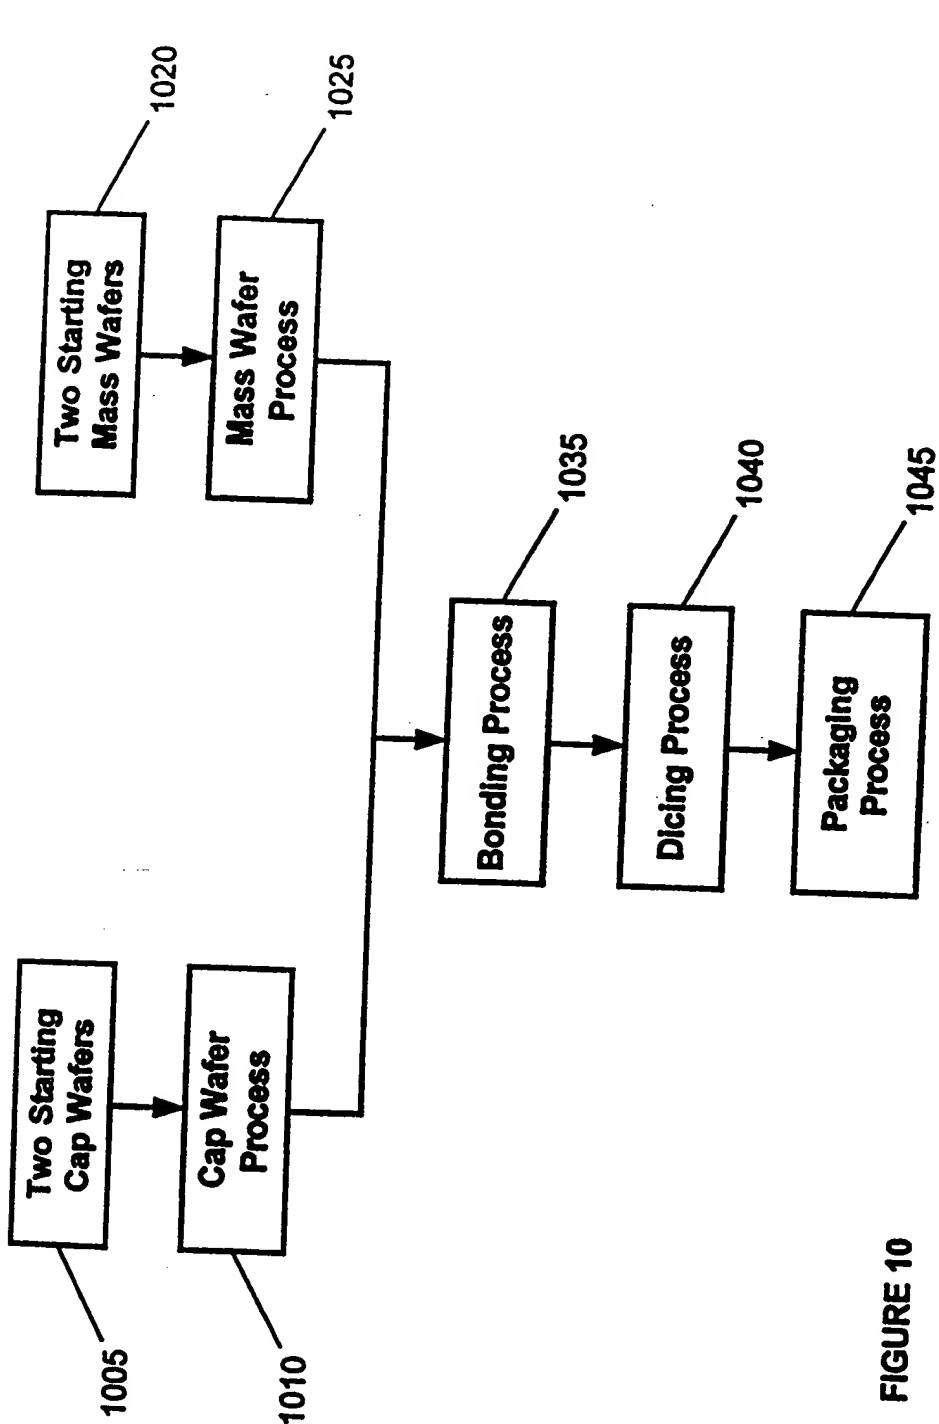 Two Starting
Cap Wafers
1005
Cap Wafer
Process
1010
Two Starting
Mass Wafers
1020
Mass Wafer
Process
1025
Bonding Process
1035
Dicing Process
1040
Packaging
Process
1045
FIGURE 10